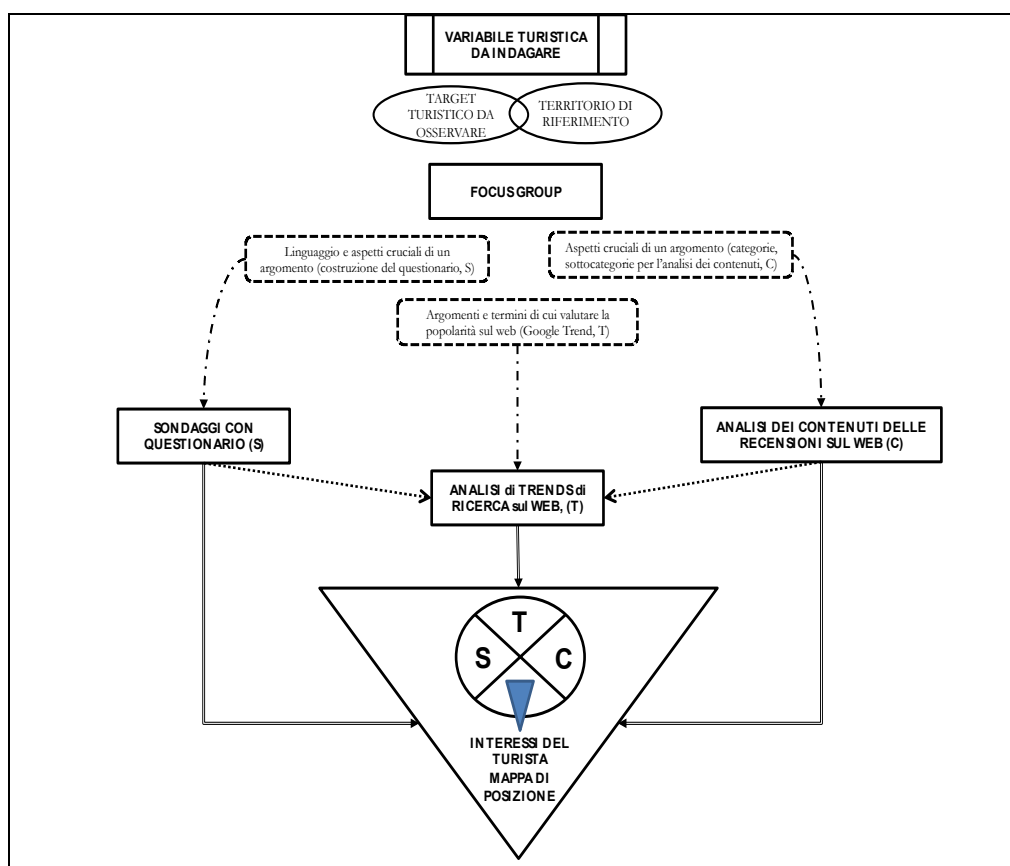 VARIABILE TURISTICA
DA INDAGARE
TARGET
TURISTICO DA
OSSERVARE
TERRITORIO DI
RIFERIMENTO
FOCUS GROUP
Linguaggio e aspetti cruciali di un
argomento (costruzione del questionario, S)
Aspetti cruciali di un argomento (categorie,
sottocategorie per l'analisi dei contenuti, C)
Argomenti e termini di cui valutare la
popolarità sul web (Google Trend, T)
SONDAGGI CON
QUESTIONARIO (S)
ANALISI DEI CONTENUTI DELLE
RECENSIONI SUL WEB (C)
ANALISI di TRENDS di
RICERCA sul WEB, (T)
T
S
C
INTERESSI DEL
TURISTA
MAPPA DI
POSIZIONE